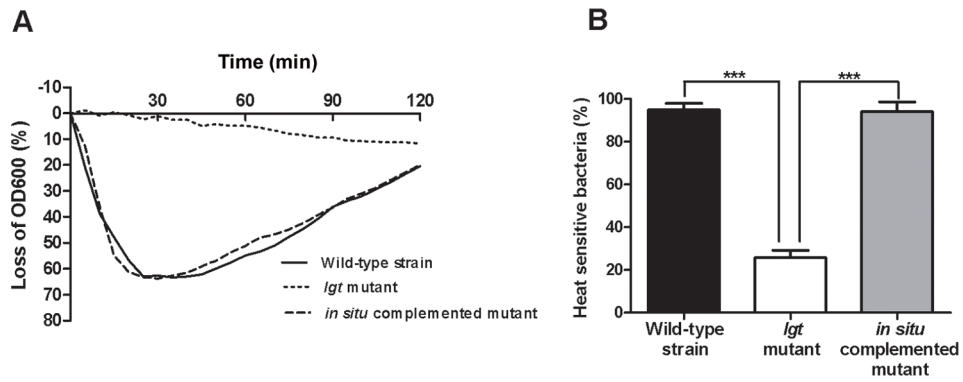 A
Time (min)
-10
0
10
20
30
40
50
60
70
80
30
60
90
120
Loss of OD600 (%)
Wild-type strain
lgt mutant
in situ complemented mutant
B
***
***
100
80
60
40
20
0
Heat sensitive bacteria (%)
Wild-type
strain
lgt
mutant
in situ
complemented
mutant